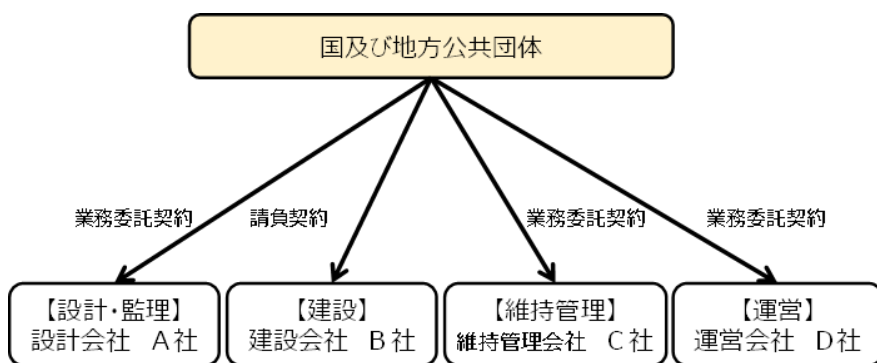 国及び地方公共団体
業務委託契約
請負契約
業務委託契約
業務委託契約
【設計・監理】
設計会社 A社
【建設】
建設会社 B社
【維持管理】
維持管理会社 C社
【運営】
運営会社 D社